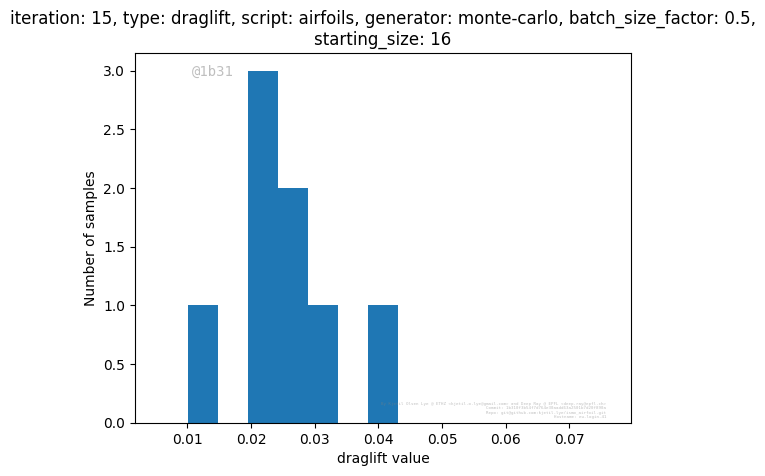 iteration: 15, type: draglift, script: airfoils, generator: monte-carlo, batch_size_factor: 0.5,
starting_size: 16
@1b31
3.0
2.5
2.0
1.5
1.0
0.5
0.0
Number of samples
0.01 0.02 0.03 0.04 0.05 0.06 0.07
draglift value